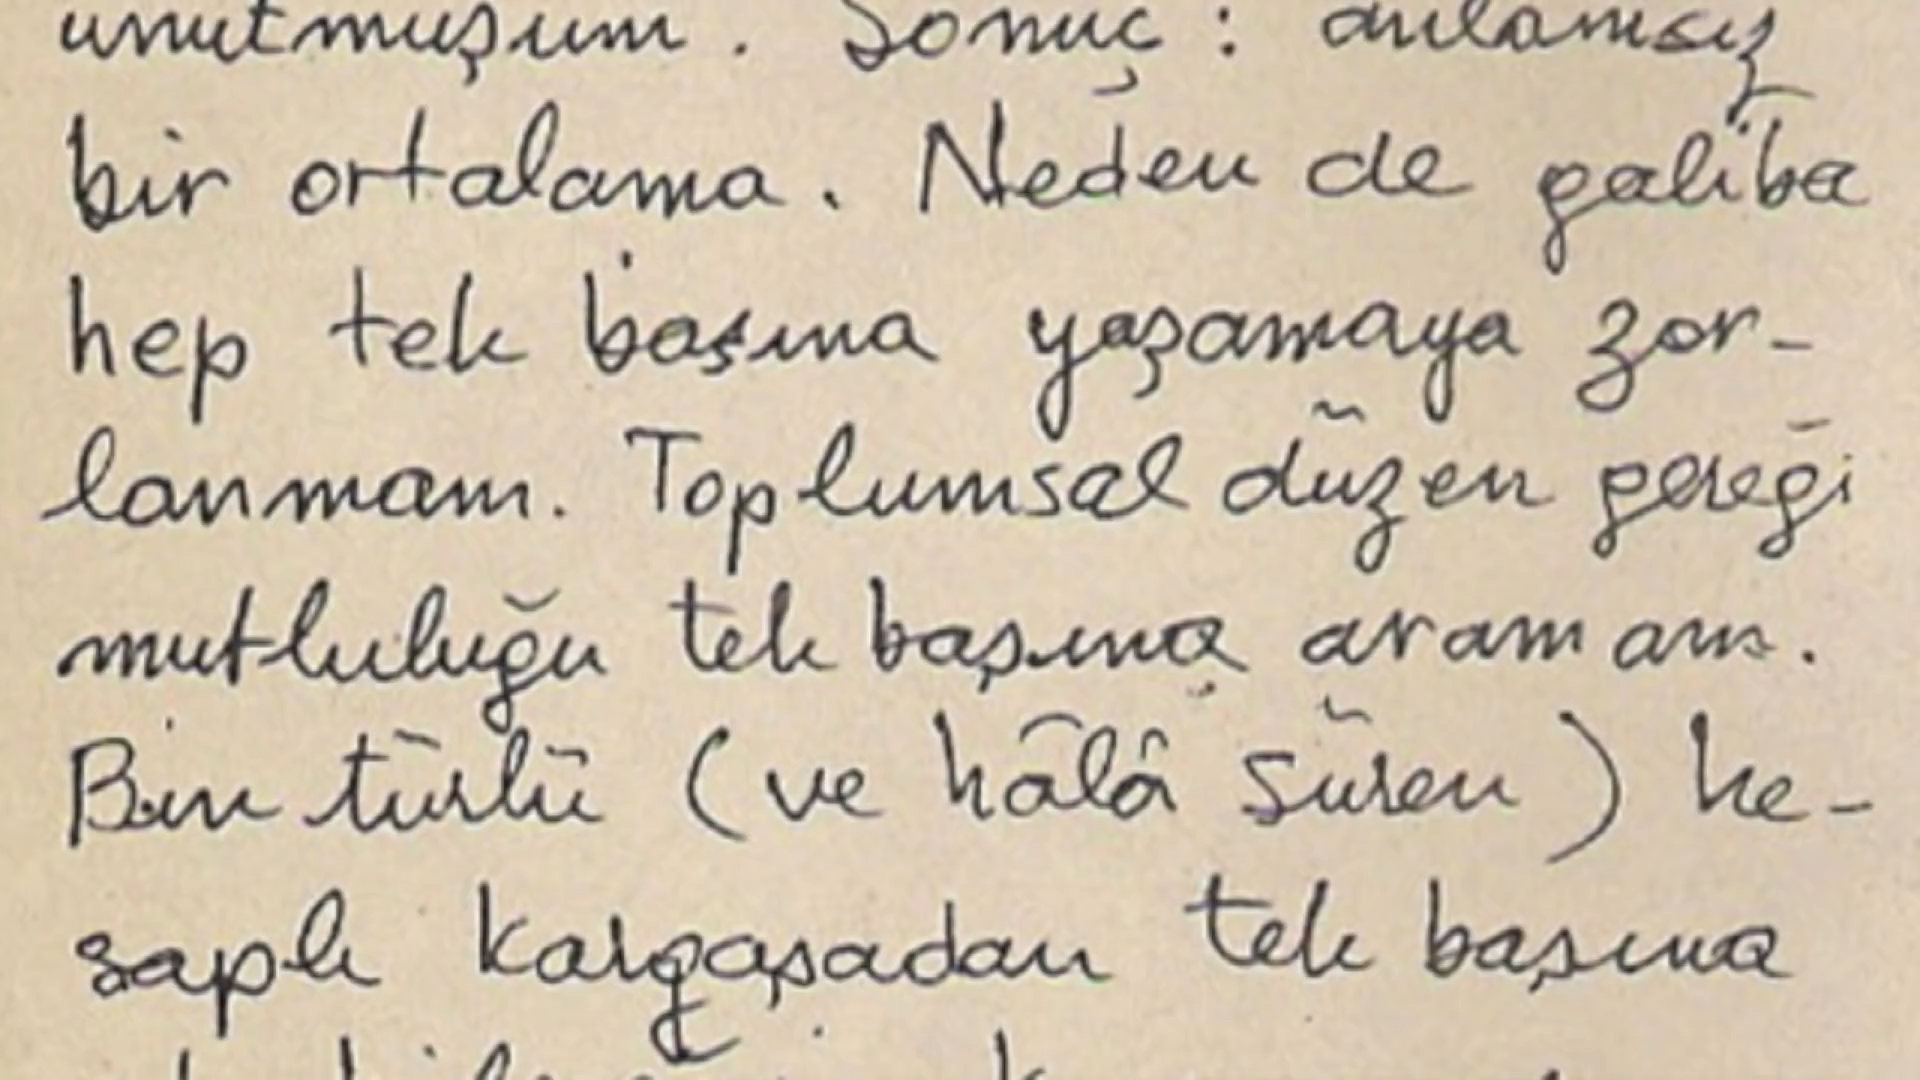 unutmuşum. Sonuç: anlamsız
bir ortalama. Neden de galiba
hep tek başına yaşamaya zor-
lanmam. Toplumsal düzen gereği
mutluluğu tek başına aramam.
Bin türlü (ve hâlâ süren) he-
saplı kargaşadan tek başına